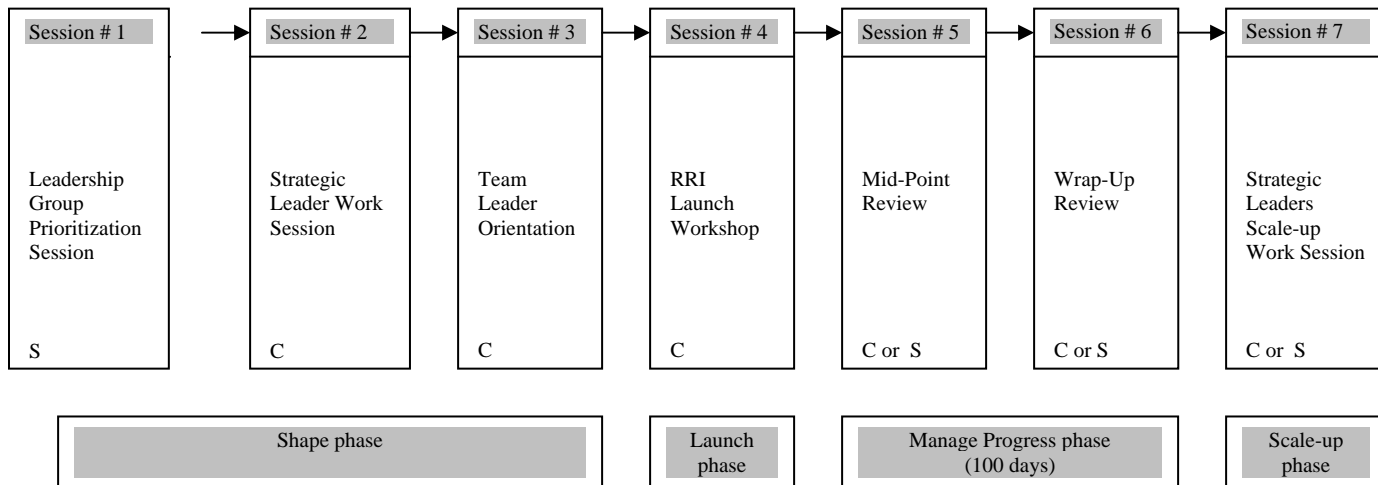 Session # 1
Leadership
Group
Prioritization
Session
S
Session # 2
Strategic
Leader Work
Session
C
Session # 3
Team
Leader
Orientation
C
Session # 4
RRI
Launch
Workshop
C
Session # 5
Mid-Point
Review
C or S
Session # 6
Wrap-Up
Review
C or S
Session # 7
Strategic
Leaders
Scale-up
Work Session
C or S
Shape phase
Launch
phase
Manage Progress phase
(100 days)
Scale-up
phase